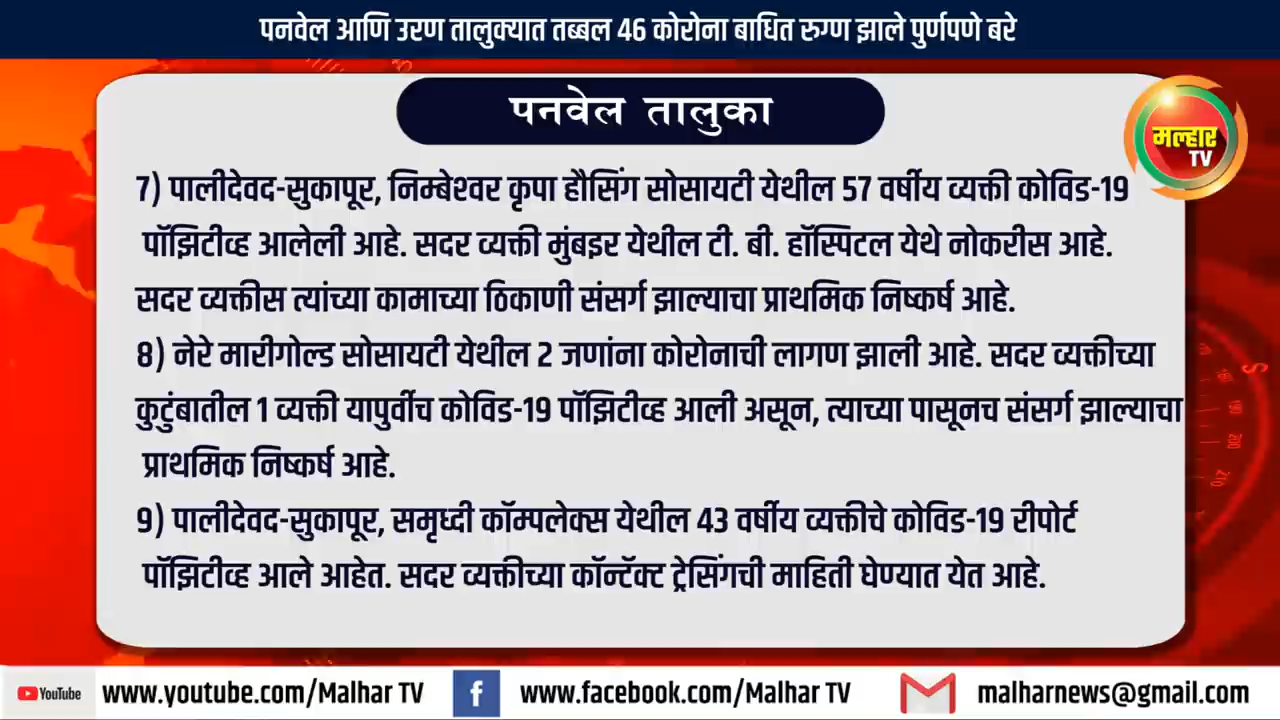 पनवेल आणि उरण तालुक्यात तब्बल 46 कोरोना बाधित रुग्ण झाले पुर्णपणे बरे
पनवेल तालुका
मल्हार
TV
7) पालीदेवद-सुकापूर, निम्बेश्वर कृपा हौसिंग सोसायटी येथील 57 वर्षीय व्यक्ती कोविड-19
पॉझिटीव्ह आलेली आहे. सदर व्यक्ती मुंबइर येथील टी. बी. हॉस्पिटल येथे नोकरीस आहे.
सदर व्यक्तीस त्यांच्या कामाच्या ठिकाणी संसर्ग झाल्याचा प्राथमिक निष्कर्ष आहे.
8) नेरे मारीगोल्ड सोसायटी येथील 2 जणांना कोरोनाची लागण झाली आहे. सदर व्यक्तीच्या
कुटुंबातील 1 व्यक्ती यापुर्वीच कोविड-19 पॉझिटीव्ह आली असून, त्याच्या पासूनच संसर्ग झाल्याचा
प्राथमिक निष्कर्ष आहे.
9) पालीदेवद-सुकापूर, समृध्दी कॉम्पलेक्स येथील 43 वर्षीय व्यक्तीचे कोविड-19 रीपोर्ट
पॉझिटीव्ह आले आहेत. सदर व्यक्तीच्या कॉन्टॅक्ट ट्रेसिंगची माहिती घेण्यात येत आहे.
YouTube www.youtube.com/Malhar TV f www.facebook.com/Malhar TV malharnews@gmail.com